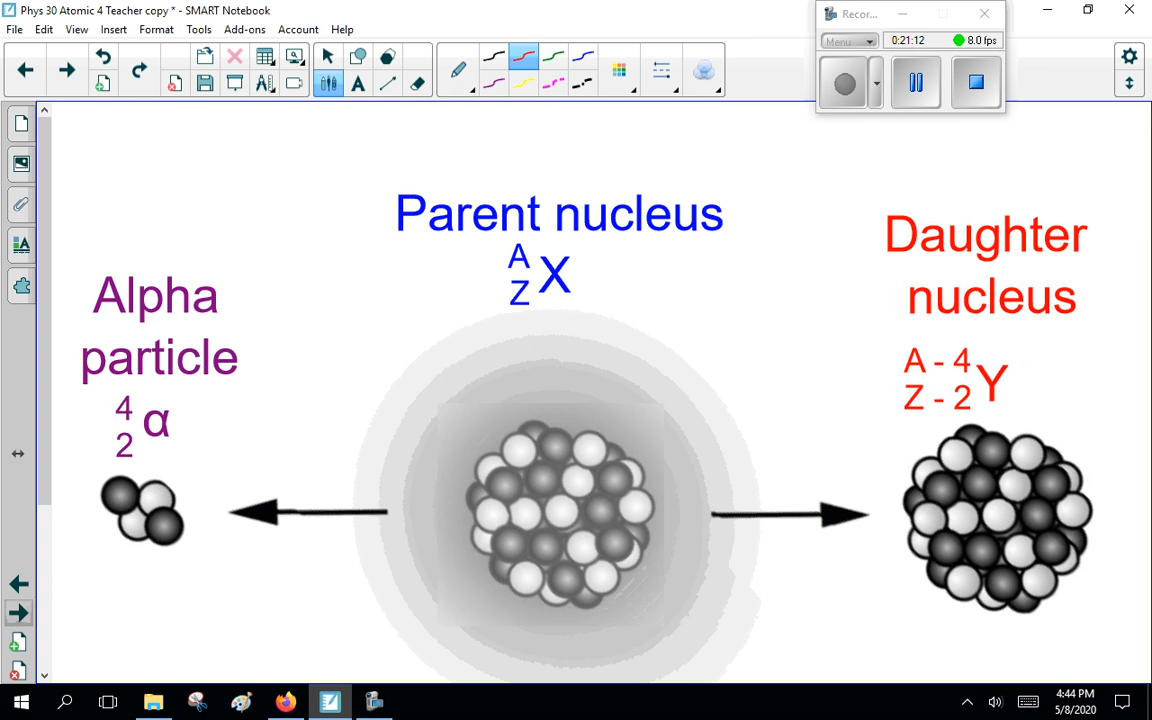 Phys 30 Atomic 4 Teacher copy * - SMART Notebook
Recor...
File Edit View Insert Format Tools Add-ons Account Help
Menu
0:21:12
8.0 fps
Parent nucleus
A
Z X
Daughter
nucleus
A - 4
Z - 2 Y
Alpha
particle
4
2 α
4:44 PM
5/8/2020